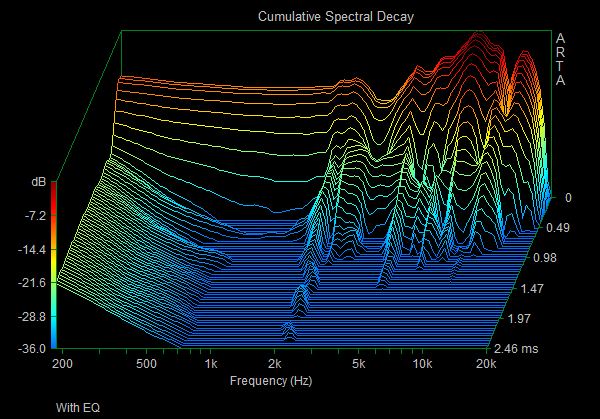 Cumulative Spectral Decay
A
R
T
A
dB
-7.2
-14.4
-21.6
-28.8
-36.0
0
0.49
0.98
1.47
1.97
2.46 ms
200 500 1k 2k 5k 10k 20k
Frequency (Hz)
With EQ